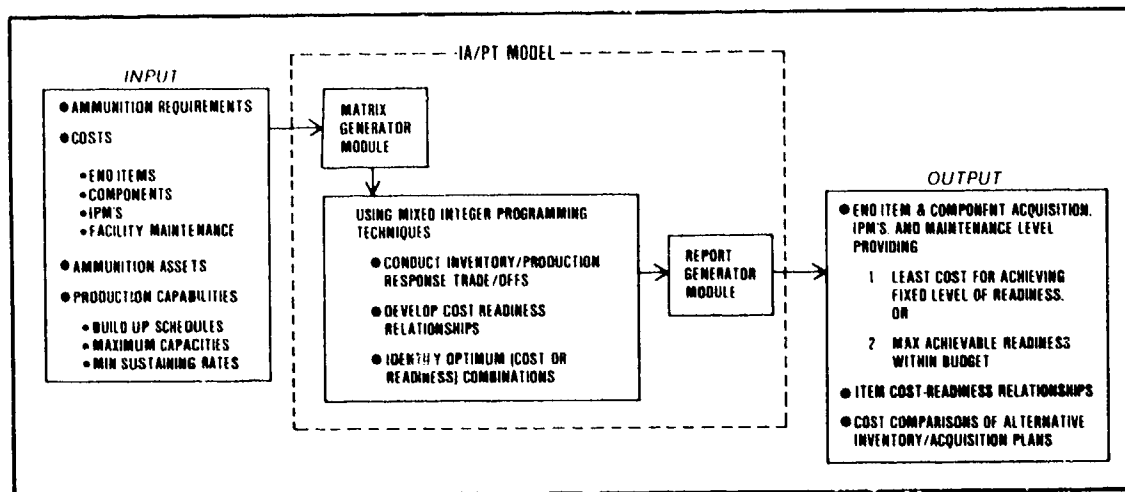 IA/PT MODEL
INPUT
●AMMUNITION REQUIREMENTS
●COSTS
●END ITEMS
●COMPONENTS
●IPM'S
●FACILITY MAINTENANCE
●AMMUNITION ASSETS
●PRODUCTION CAPABILITIES
●BUILD UP SCHEDULES
●MAXIMUM CAPACITIES
●MIN SUSTAINING RATES
MATRIX
GENERATOR
MODULE
USING MIXED INTEGER PROGRAMMING
TECHNIQUES
●CONDUCT INVENTORY/PRODUCTION
RESPONSE TRADE/OFFS
●DEVELOP COST READINESS
RELATIONSHIPS
●IDENTIFY OPTIMUM (COST OR
READINESS) COMBINATIONS
REPORT
GENERATOR
MODULE
OUTPUT
●END ITEM & COMPONENT ACQUISITION,
IPM'S, AND MAINTENANCE LEVEL
PROVIDING
1 LEAST COST FOR ACHIEVING
FIXED LEVEL OF READINESS,
OR
2 MAX ACHIEVABLE READINESS
WITHIN BUDGET
●ITEM COST-READINESS RELATIONSHIPS
●COST COMPARISONS OF ALTERNATIVE
INVENTORY/ACQUISITION PLANS